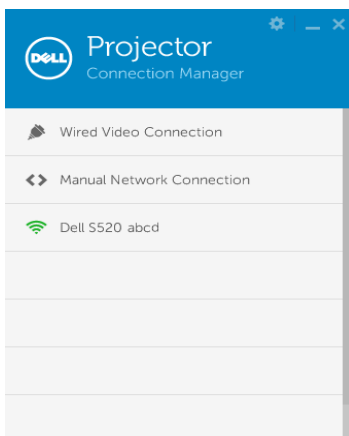 DELL
Projector
Connection Manager
Wired Video Connection
Manual Network Connection
Dell S520 abcd